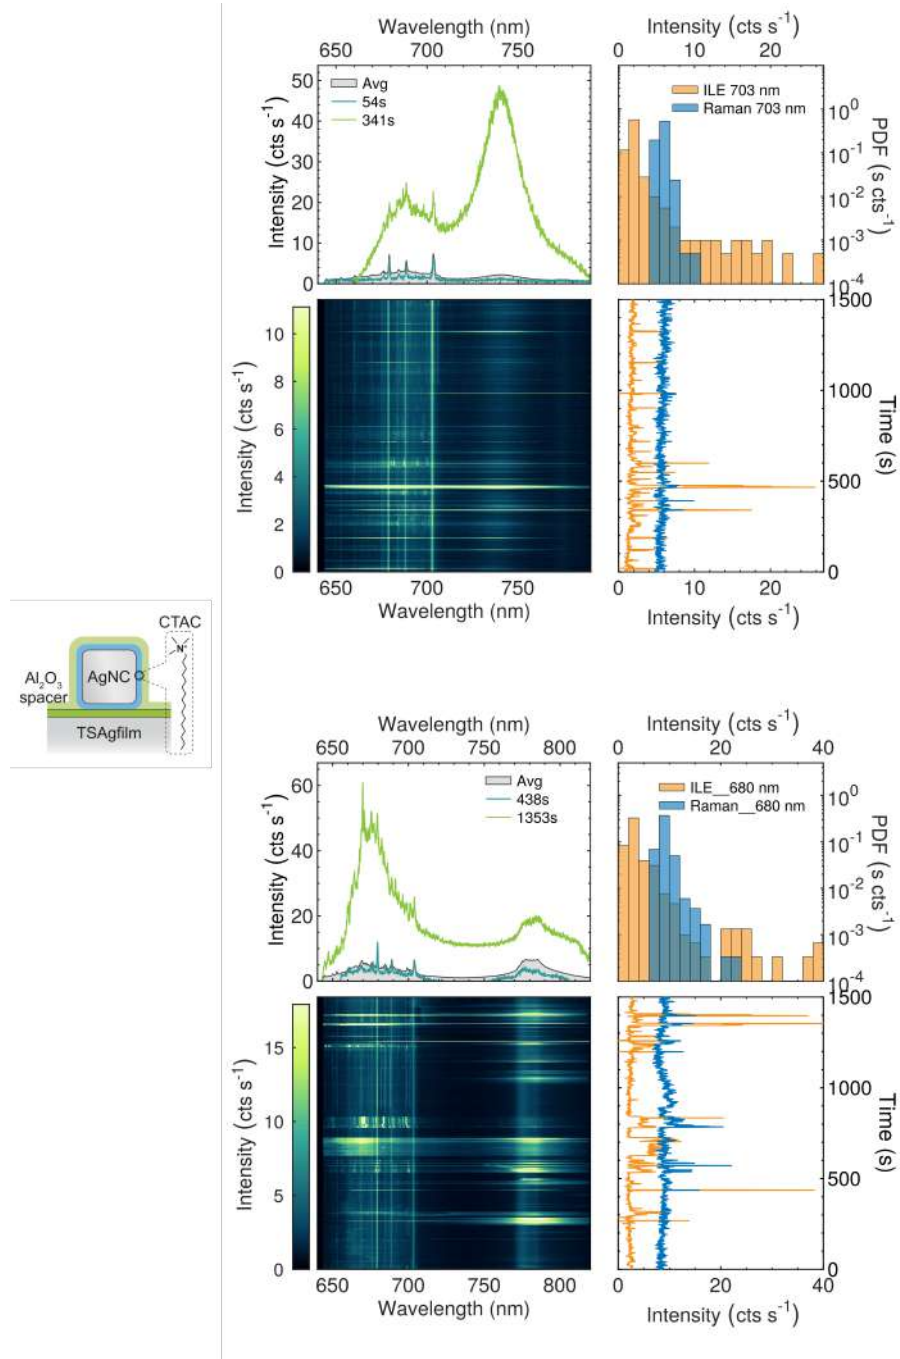 Wavelength (nm)
650 700 750
Intensity (cts s⁻¹)
0 10 20
50
40
30
20
10
0
Intensity (cts s⁻¹)
Avg
54s
341s
ILE 703 nm
Raman 703 nm
10⁰
10⁻¹
10⁻²
10⁻³
10⁻⁴
PDF (s cts⁻¹)
Intensity (cts s⁻¹)
10
8
6
4
2
0
650 700 750
Wavelength (nm)
1500
1000
500
0
Time (s)
0 10 20
Intensity (cts s⁻¹)
CTAC
N⁺
AgNC
Al₂O₃
spacer
TSAgfilm
Wavelength (nm)
650 700 750 800
Intensity (cts s⁻¹)
0 20 40
60
40
20
0
Intensity (cts s⁻¹)
Avg
438s
1353s
ILE__680 nm
Raman__680 nm
10⁰
10⁻¹
10⁻²
10⁻³
10⁻⁴
PDF (s cts⁻¹)
Intensity (cts s⁻¹)
15
10
5
0
650 700 750 800
Wavelength (nm)
1500
1000
500
0
Time (s)
0 10 20 30 40
Intensity (cts s⁻¹)